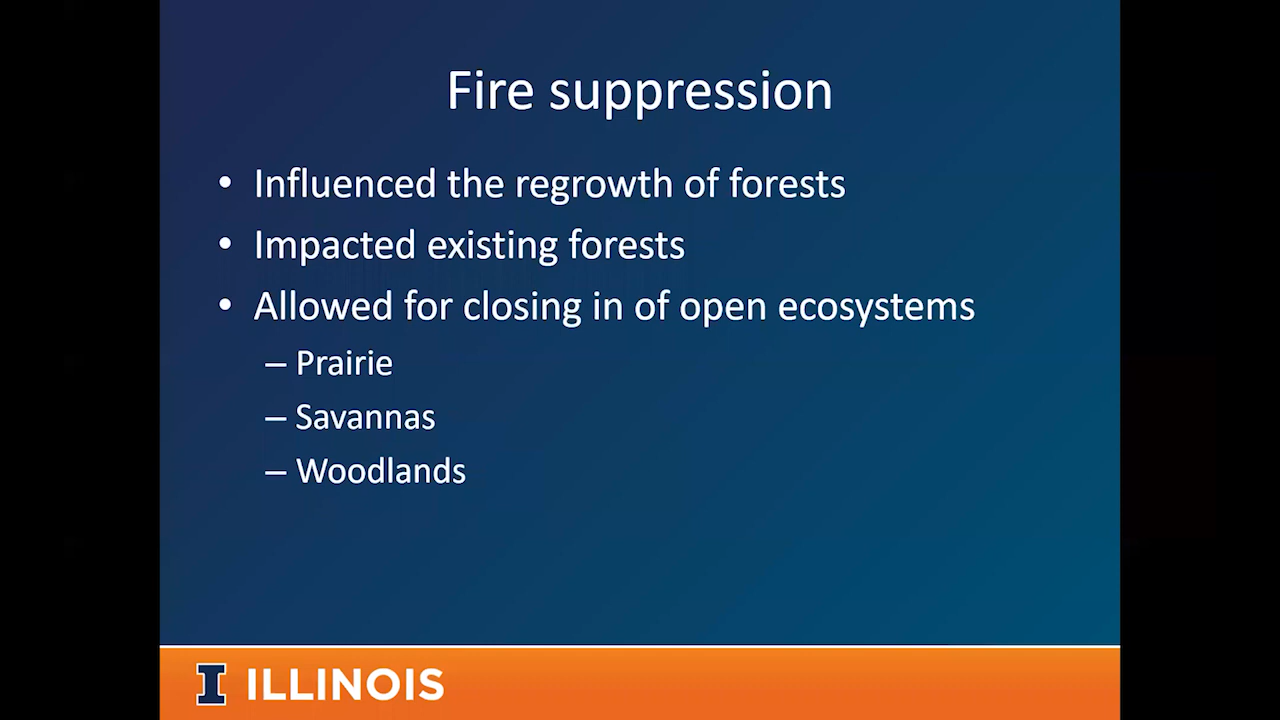 Fire suppression
• Influenced the regrowth of forests
• Impacted existing forests
• Allowed for closing in of open ecosystems
– Prairie
– Savannas
– Woodlands
I ILLINOIS